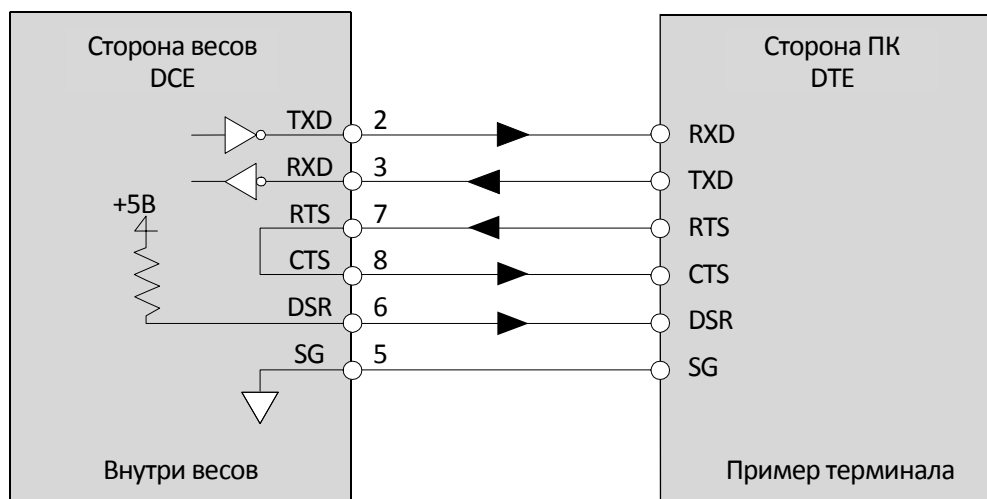 Сторона весов
DCE
Сторона ПК
DTE
TXD 2 RXD
RXD 3 TXD
+5В
RTS 7 RTS
CTS 8 CTS
DSR 6 DSR
SG 5 SG
Внутри весов
Пример терминала